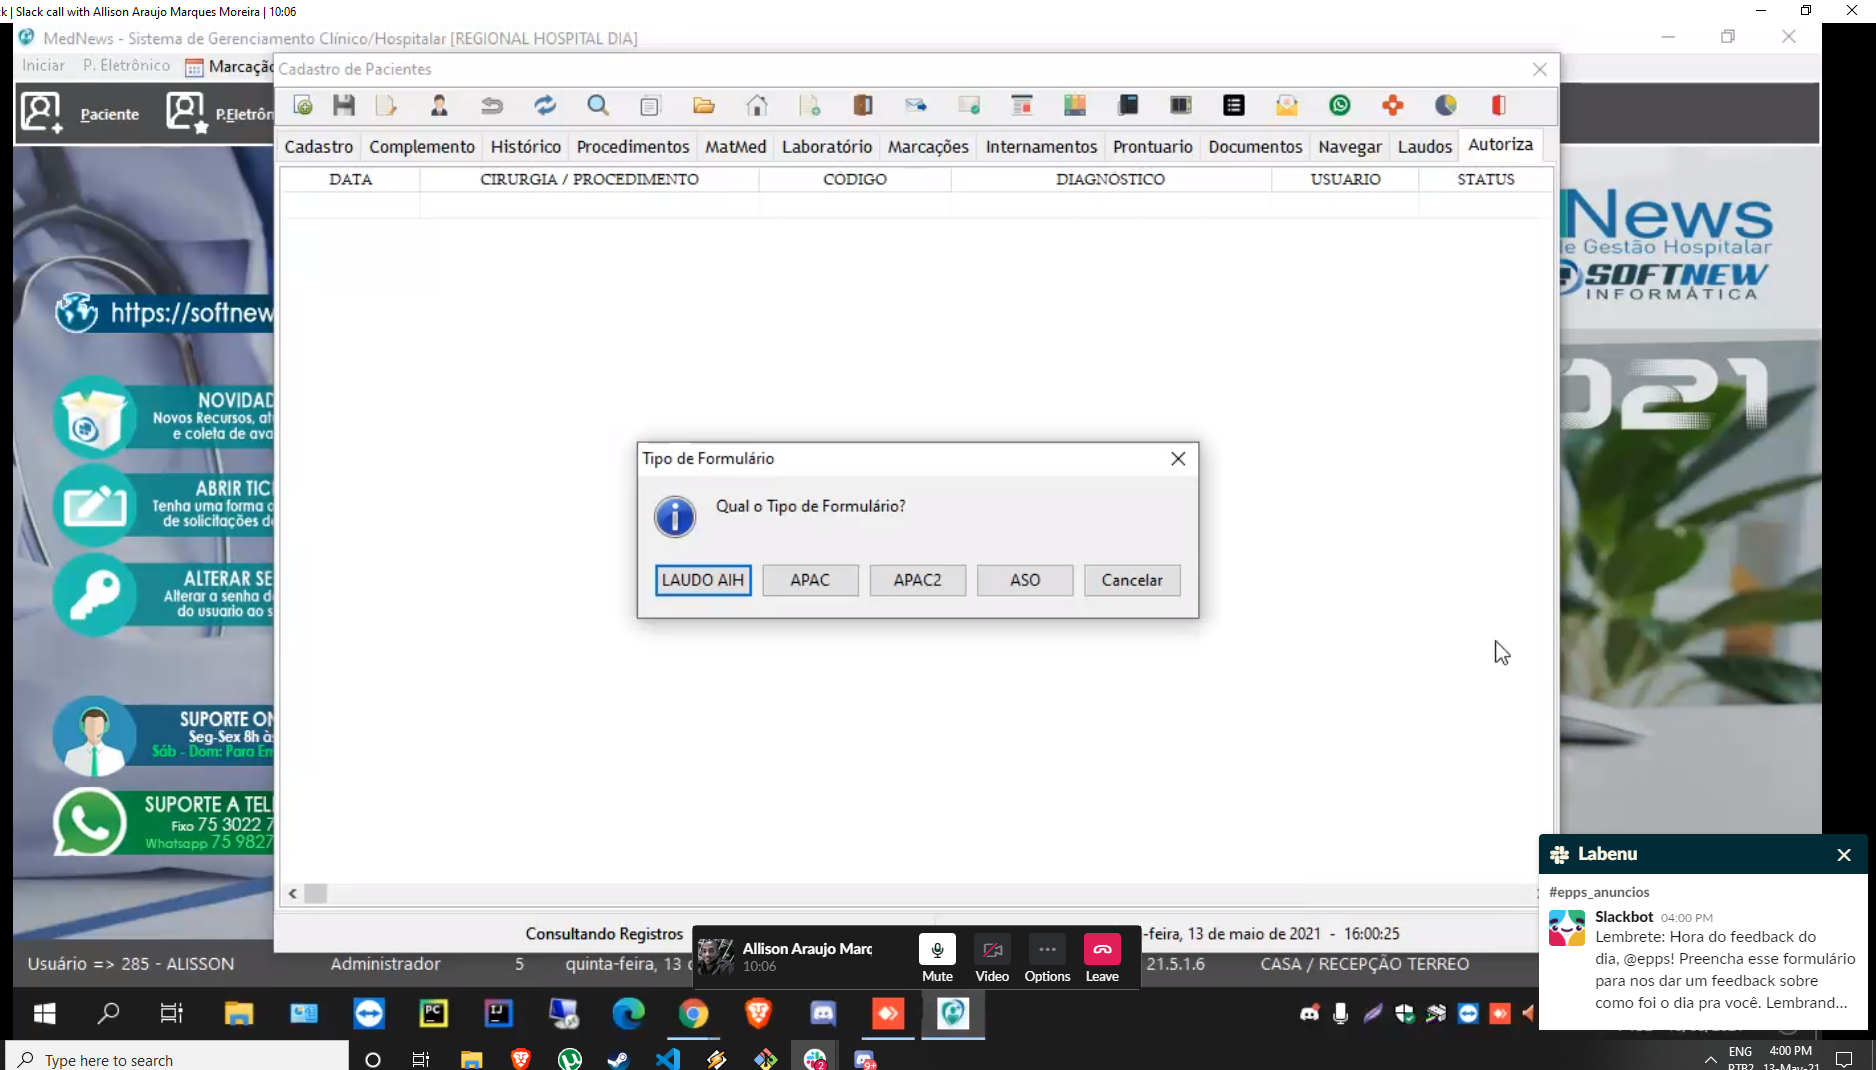 | Slack call with Allison Araujo Marques Moreira | 10:06
MedNews - Sistema de Gerenciamento Clínico/Hospitalar [REGIONAL HOSPITAL DIA]
Iniciar P. Eletrônico Marcação
Cadastro de Pacientes
Paciente
P.Eletrôn
Cadastro Complemento Histórico Procedimentos MatMed Laboratório Marcações Internamentos Prontuario Documentos Navegar Laudos Autoriza
DATA CIRURGIA / PROCEDIMENTO CODIGO DIAGNOSTICO USUARIO STATUS
News
de Gestão Hospitalar
SOFTNEW
INFORMÁTICA
https://softnew
2021
NOVIDAD
Novos Recursos, at
e coleta de ava
ABRIR TIC
Tenha uma forma
de solicitações d
ALTERAR SE
Alterar a senha d
do usuario ao s
Tipo de Formulário
Qual o Tipo de Formulário?
LAUDO AIH APAC APAC2 ASO Cancelar
SUPORTE ON
Seg-Sex 8h às
Sáb - Dom: Para Em
SUPORTE A TEL
Fixo 75 3022 7
Whatsapp 75 9827
Consultando Registros
-feira, 13 de maio de 2021 - 16:00:25
Allison Araujo Marq
10:06
Mute Video Options Leave
Usuário => 285 - ALISSON Administrador 5 quinta-feira, 13 21.5.1.6 CASA / RECEPÇÃO TERREO
Labenu
#epps_anuncios
Slackbot 04:00 PM
Lembrete: Hora do feedback do
dia, @epps! Preencha esse formulário
para nos dar um feedback sobre
como foi o dia pra você. Lembrand...
Type here to search
ENG 4:00 PM
PTB2 13-May-21